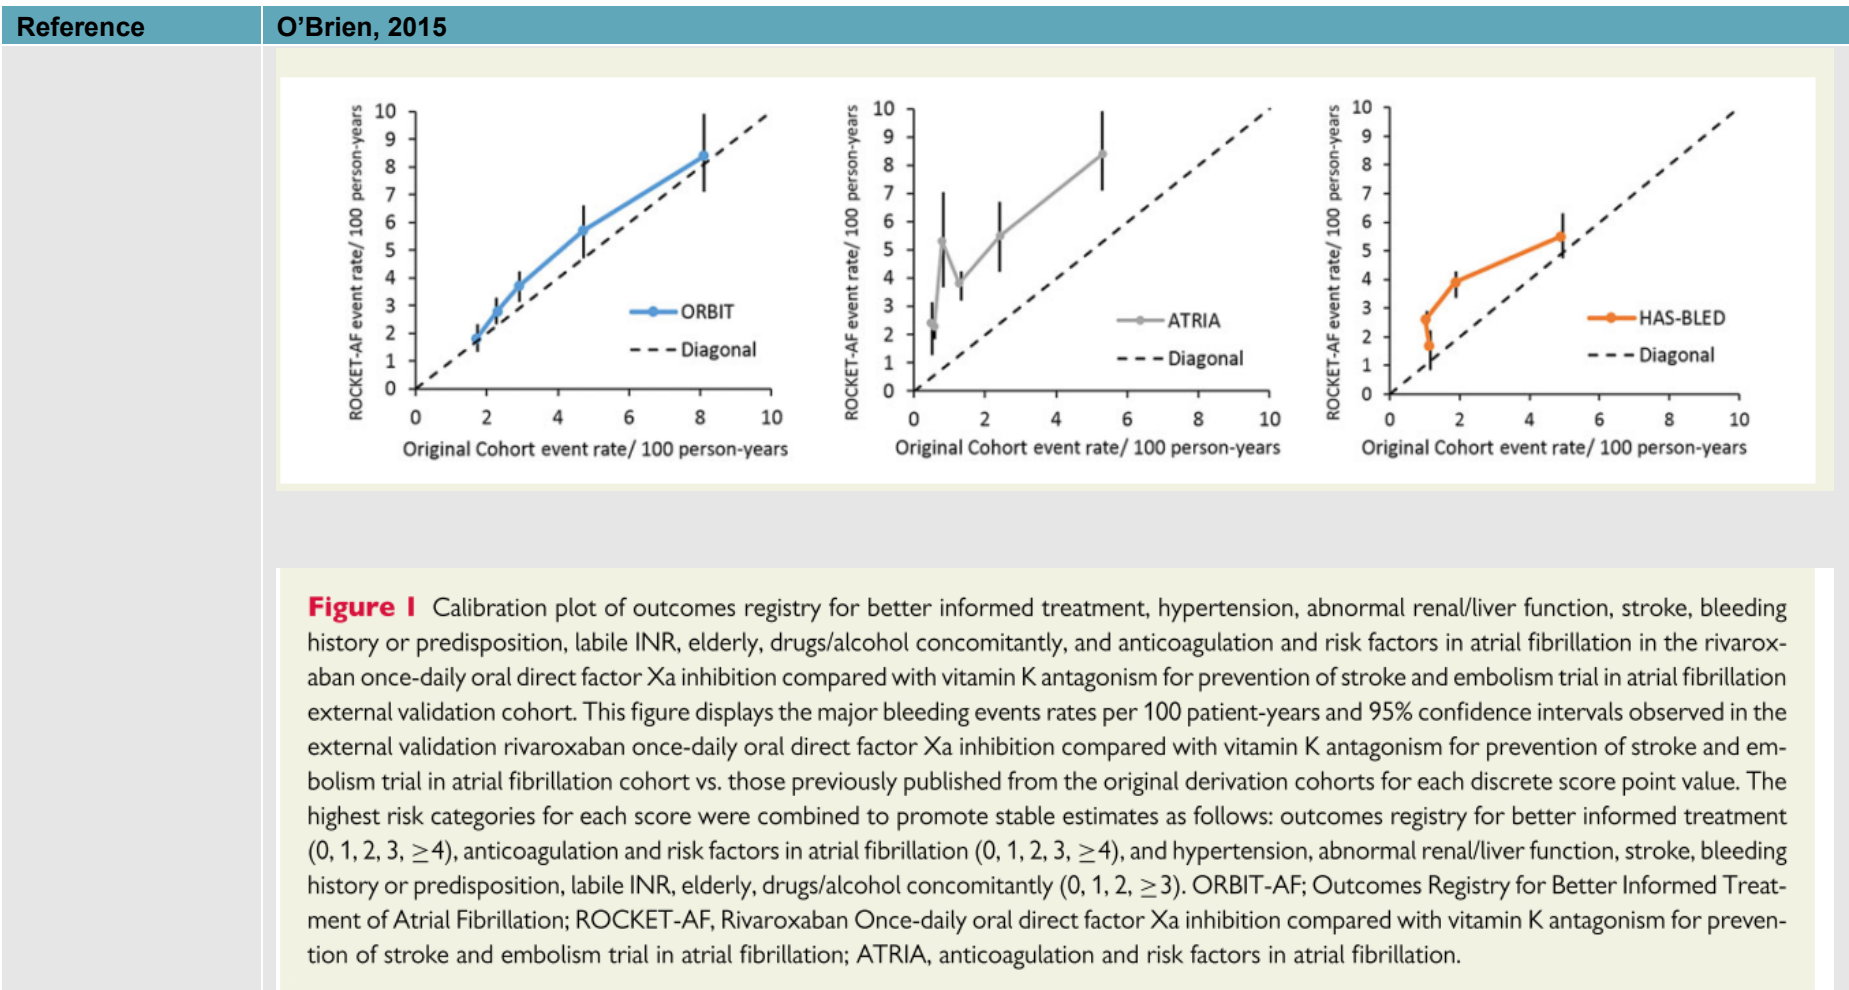 Reference
O’Brien, 2015
ROCKET-AF event rate/ 100 person-years
10
9
8
7
6
5
4
3
2
1
0
0 2 4 6 8 10
Original Cohort event rate/ 100 person-years
ORBIT
Diagonal
ROCKET-AF event rate/ 100 person-years
10
9
8
7
6
5
4
3
2
1
0
0 2 4 6 8 10
Original Cohort event rate/ 100 person-years
ATRIA
Diagonal
ROCKET-AF event rate/ 100 person-years
10
9
8
7
6
5
4
3
2
1
0
0 2 4 6 8 10
Original Cohort event rate/ 100 person-years
HAS-BLED
Diagonal
Figure 1 Calibration plot of outcomes registry for better informed treatment, hypertension, abnormal renal/liver function, stroke, bleeding
history or predisposition, labile INR, elderly, drugs/alcohol concomitantly, and anticoagulation and risk factors in atrial fibrillation in the rivarox-
aban once-daily oral direct factor Xa inhibition compared with vitamin K antagonism for prevention of stroke and embolism trial in atrial fibrillation
external validation cohort. This figure displays the major bleeding events rates per 100 patient-years and 95% confidence intervals observed in the
external validation rivaroxaban once-daily oral direct factor Xa inhibition compared with vitamin K antagonism for prevention of stroke and em-
bolism trial in atrial fibrillation cohort vs. those previously published from the original derivation cohorts for each discrete score point value. The
highest risk categories for each score were combined to promote stable estimates as follows: outcomes registry for better informed treatment
(0, 1, 2, 3, ≥4), anticoagulation and risk factors in atrial fibrillation (0, 1, 2, 3, ≥4), and hypertension, abnormal renal/liver function, stroke, bleeding
history or predisposition, labile INR, elderly, drugs/alcohol concomitantly (0, 1, 2, ≥3). ORBIT-AF; Outcomes Registry for Better Informed Treat-
ment of Atrial Fibrillation; ROCKET-AF, Rivaroxaban Once-daily oral direct factor Xa inhibition compared with vitamin K antagonism for preven-
tion of stroke and embolism trial in atrial fibrillation; ATRIA, anticoagulation and risk factors in atrial fibrillation.